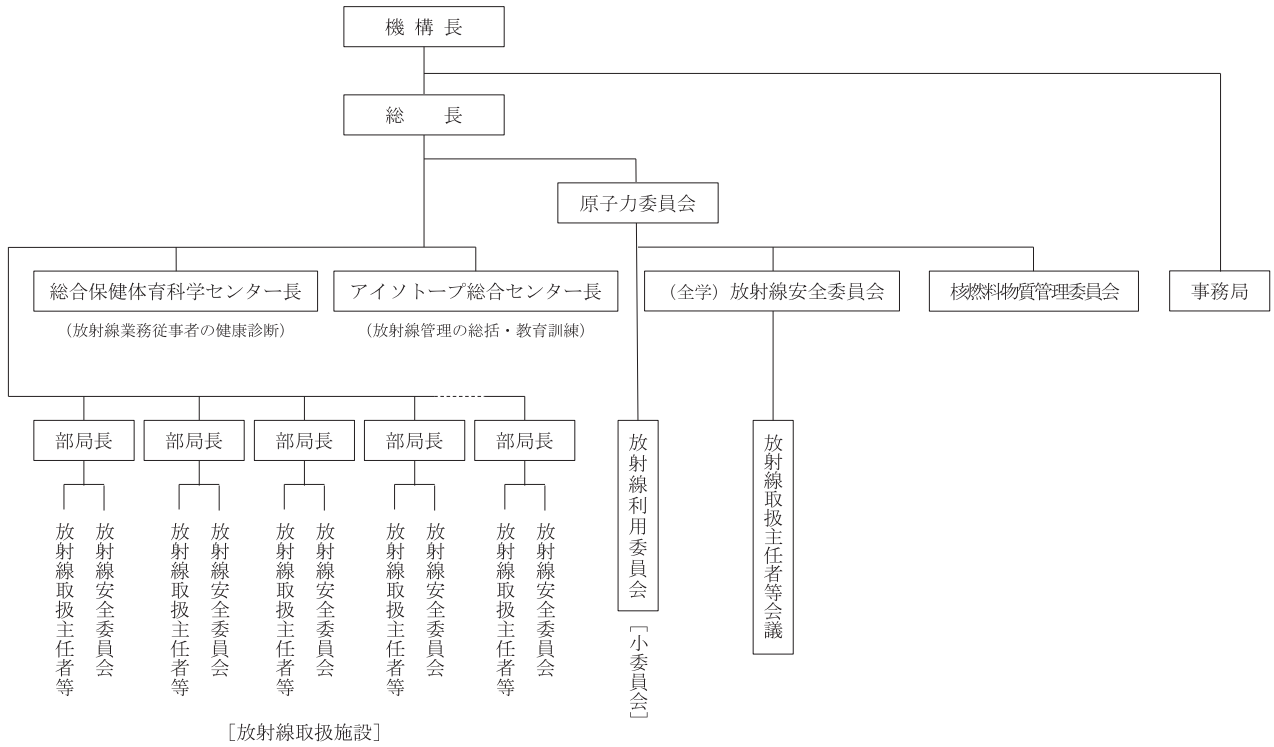 機 構 長
総　　長
原子力委員会
総合保健体育科学センター長
(放射線業務従事者の健康診断)
アイソトープ総合センター長
(放射線管理の総括・教育訓練)
(全学) 放射線安全委員会
核燃料物質管理委員会
事務局
部局長
部局長
部局長
部局長
部局長
放射線取扱主任者等
放射線安全委員会
放射線取扱主任者等
放射線安全委員会
放射線取扱主任者等
放射線安全委員会
放射線取扱主任者等
放射線安全委員会
放射線取扱主任者等
放射線安全委員会
放射線利用委員会
[小委員会]
放射線取扱主任者等会議
[放射線取扱施設]